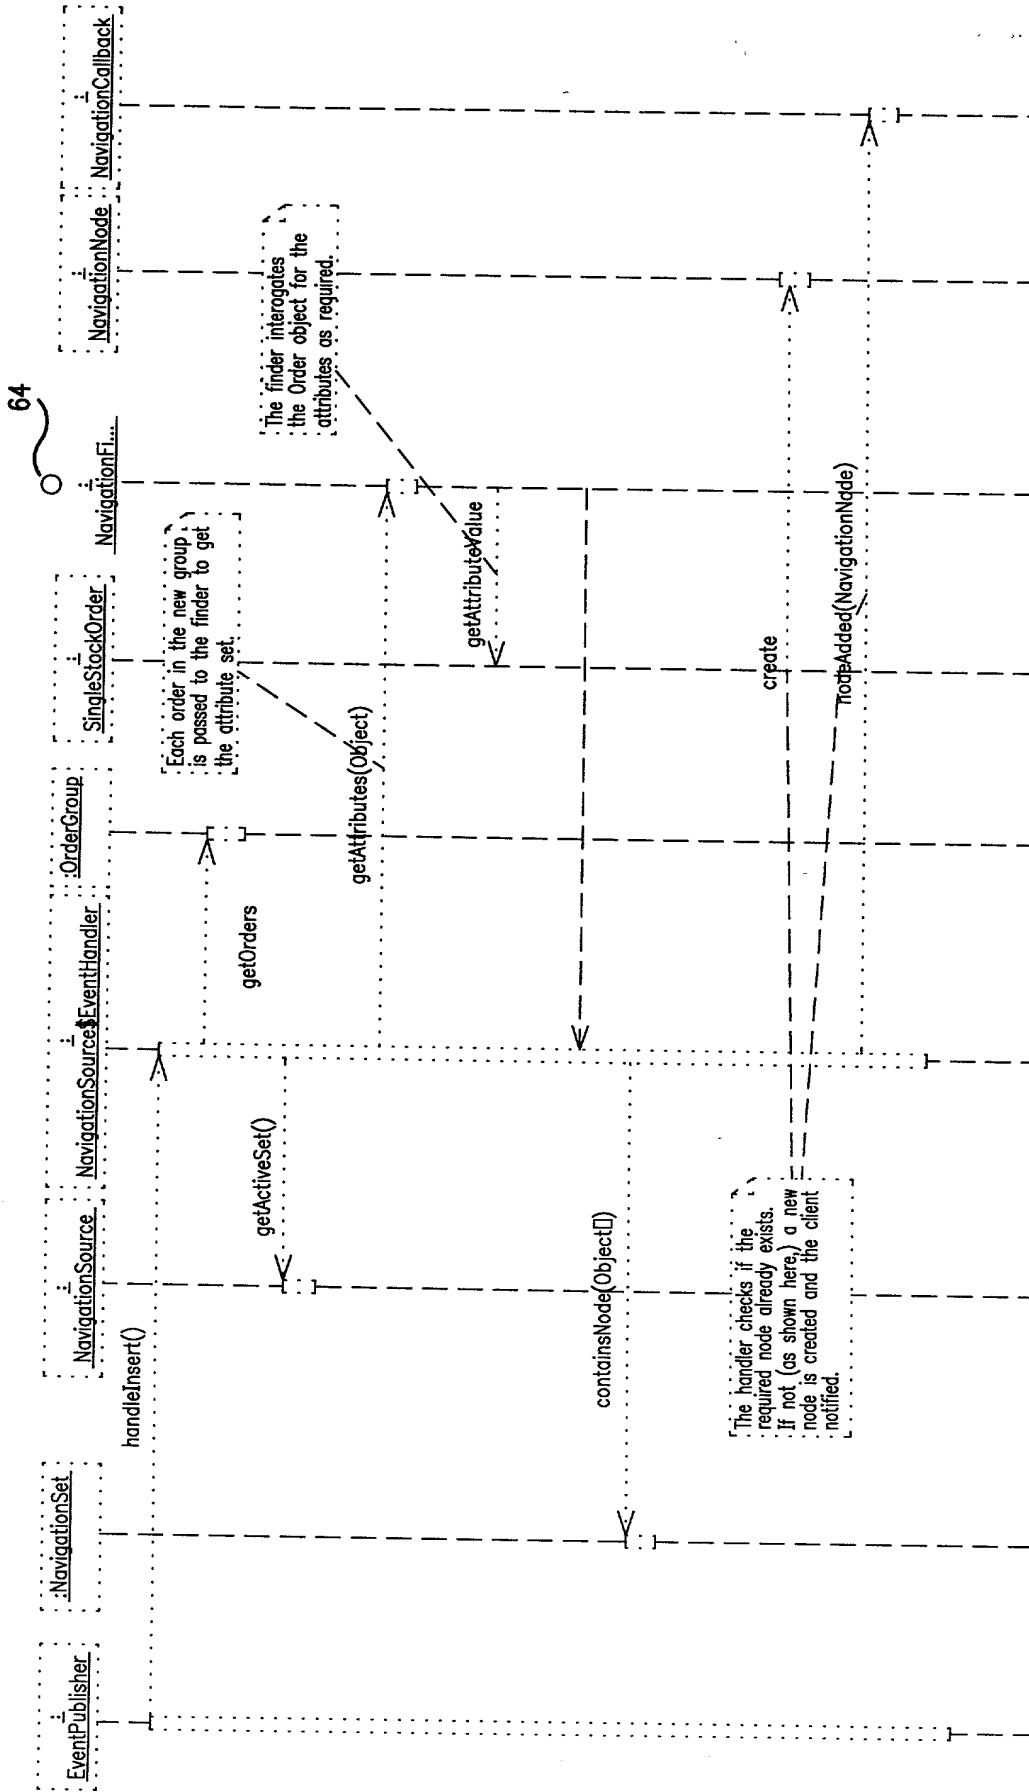 :
EventPublisher
:NavigationSet
:
NavigationSource
:
NavigationSource$EventHandler
:OrderGroup
:
SingleStockOrder
:
NavigationFi...
64
:
NavigationNode
:
NavigationCallback
handleInsert()
getOrders
Each order in the new group
is passed to the finder to get
the attribute set.
The finder interogates
the Order object for the
attributes as required.
getActiveSet()
getAttributes(Object)
getAttributeValue
containsNode(Object[])
The handler checks if the
required node already exists.
If not (as shown here,) a new
node is created and the client
notified.
create
nodeAdded(NavigationNode)